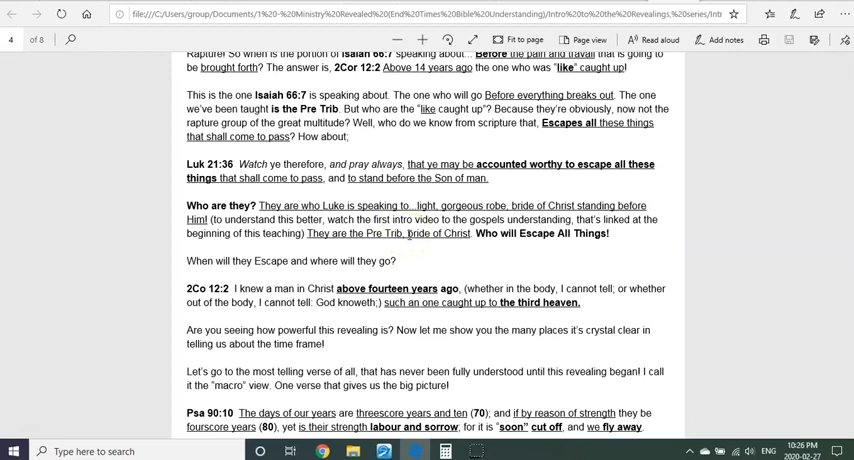 file:///C:/Users/group/Documents/1%20-%20Ministry%20Revealed%20(End%20Times%20Bible%20Understanding)/Intro%20to%20the%20Revealings,%20series/Intr
4 of 8 Fit to page Page view Read aloud Add notes
Rapture! So when is the portion of Isaiah 66:7 speaking about... Before the pain and travail that is going to
be brought forth? The answer is, 2Cor 12:2 Above 14 years ago the one who was "like" caught up!
This is the one Isaiah 66:7 is speaking about. The one who will go Before everything breaks out. The one
we've been taught is the Pre Trib. But who are the "like caught up"? Because they're obviously, now not the
rapture group of the great multitude? Well, who do we know from scripture that, Escapes all these things
that shall come to pass? How about;
Luk 21:36 Watch ye therefore, and pray always, that ye may be accounted worthy to escape all these
things that shall come to pass, and to stand before the Son of man.
Who are they? They are who Luke is speaking to...light, gorgeous robe, bride of Christ standing before
Him! (to understand this better, watch the first intro video to the gospels understanding, that's linked at the
beginning of this teaching) They are the Pre Trib, bride of Christ. Who will Escape All Things!
When will they Escape and where will they go?
2Co 12:2 I knew a man in Christ above fourteen years ago, (whether in the body, I cannot tell; or whether
out of the body, I cannot tell: God knoweth;) such an one caught up to the third heaven.
Are you seeing how powerful this revealing is? Now let me show you the many places it's crystal clear in
telling us about the time frame!
Let's go to the most telling verse of all, that has never been fully understood until this revealing began! I call
it the "macro" view. One verse that gives us the big picture!
Psa 90:10 The days of our years are threescore years and ten (70); and if by reason of strength they be
fourscore years (80), yet is their strength labour and sorrow; for it is "soon" cut off, and we fly away.
Type here to search
ENG
10:26 PM
2020-02-27